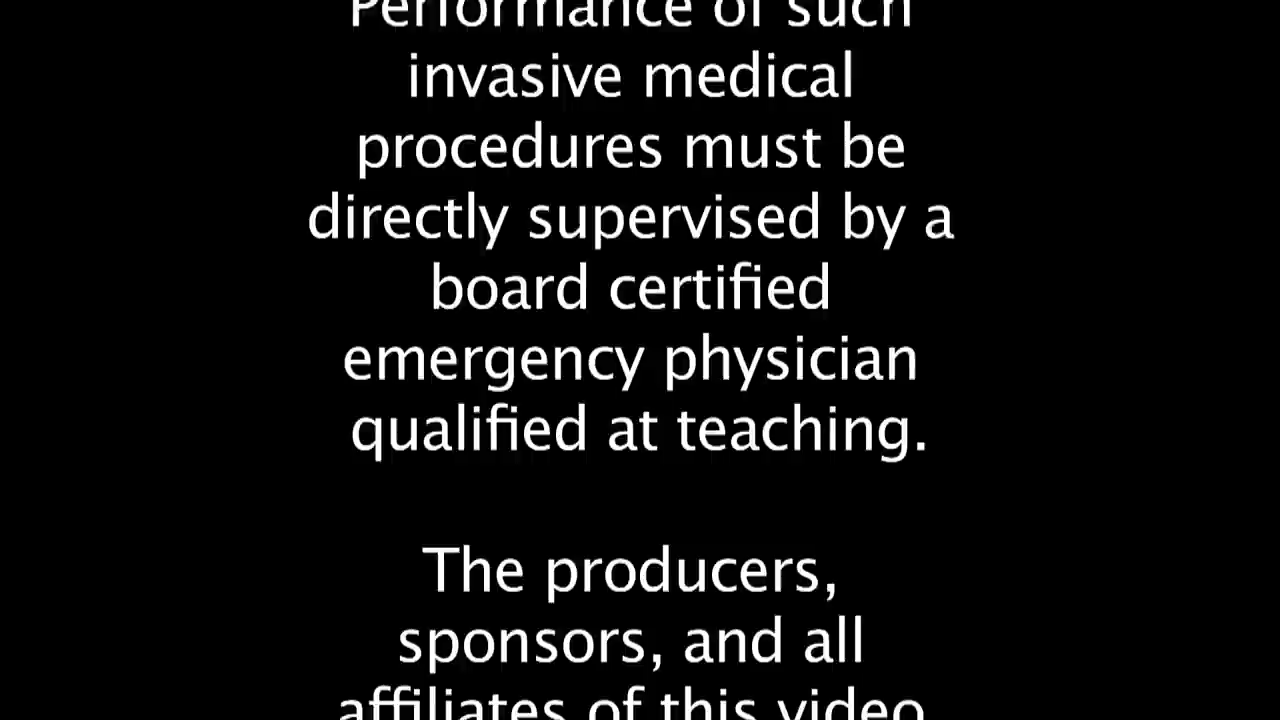 Performance of such
invasive medical
procedures must be
directly supervised by a
board certified
emergency physician
qualified at teaching.
The producers,
sponsors, and all
affiliates of this video